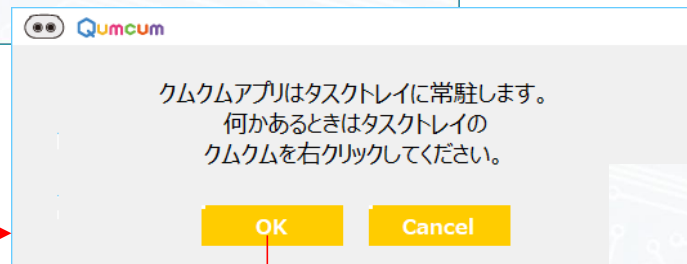 Qumcum
クムクムアプリはタスクトレイに常駐します。
何かあるときはタスクトレイの
クムクムを右クリックしてください。
OK
Cancel